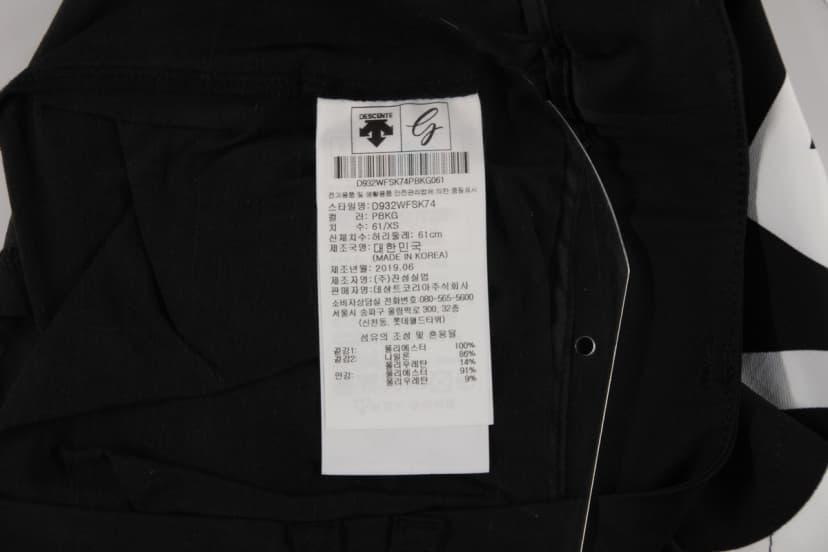 DESCENTE
G
D932WFSK74PBKG061
전기용품 및 생활용품 안전관리법에 의한 품질표시
스타일명: D932WFSK74
컬 러: PBKG
치 수: 61/XS
신체치수: 허리둘레: 61cm
제조국명: 대한민국
(MADE IN KOREA)
제조년월: 2019.06
제조자명: (주)진성실업
판매자명: 데상트코리아주식회사
소비자상담실 전화번호: 080-565-5600
서울시 송파구 올림픽로 300, 32층
(신천동, 롯데월드타워)
섬유의 조성 및 혼용율
겉감1: 폴리에스터 100%
겉감2: 나일론 86%
폴리우레탄 14%
안감: 폴리에스터 91%
폴리우레탄 9%